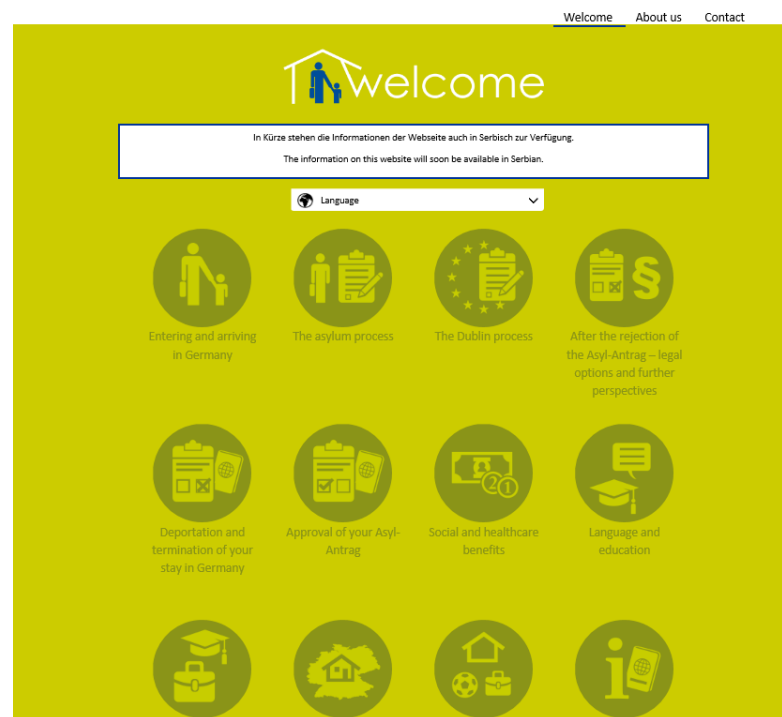 Welcome About us Contact
welcome
In Kürze stehen die Informationen der Webseite auch in Serbisch zur Verfügung.
The information on this website will soon be available in Serbian.
Language
Entering and arriving
in Germany
The asylum process
The Dublin process
After the rejection of
the Asyl-Antrag – legal
options and further
perspectives
Deportation and
termination of your
stay in Germany
Approval of your Asyl-
Antrag
Social and healthcare
benefits
Language and
education